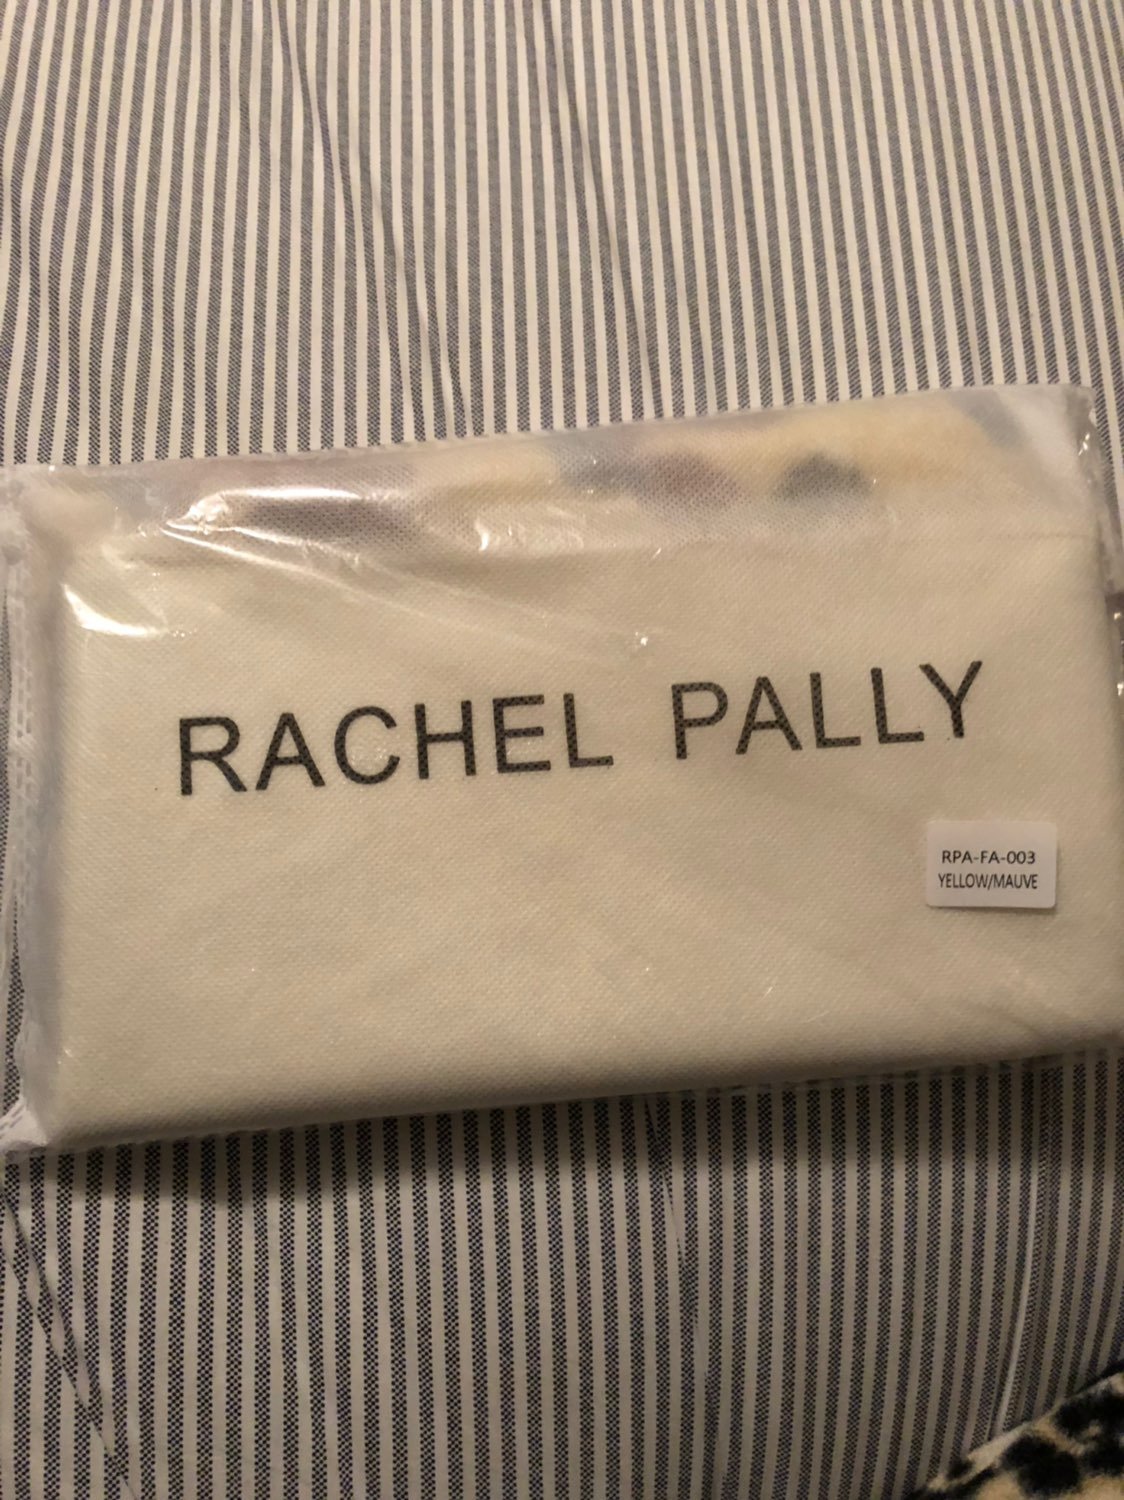 RACHEL PALLY
RPA-FA-003
YELLOW/MAUVE